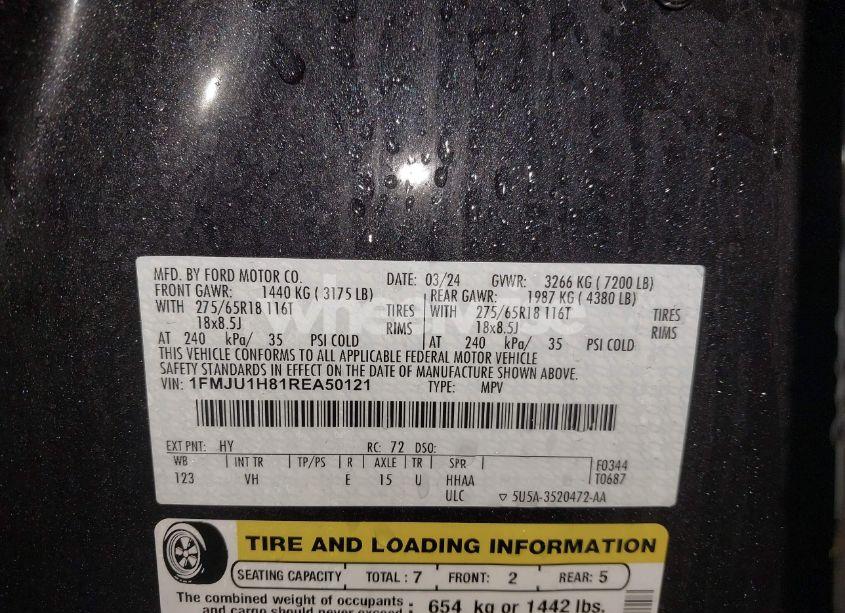 MFD. BY FORD MOTOR CO. DATE: 03/24 GVWR: 3266 KG ( 7200 LB)
FRONT GAWR: 1440 KG ( 3175 LB) REAR GAWR: 1987 KG ( 4380 LB)
WITH 275/65R18 116T TIRES WITH 275/65R18 116T TIRES
18x8.5J RIMS 18x8.5J RIMS
AT 240 kPa/ 35 PSI COLD AT 240 kPa/ 35 PSI COLD
THIS VEHICLE CONFORMS TO ALL APPLICABLE FEDERAL MOTOR VEHICLE
SAFETY STANDARDS IN EFFECT ON THE DATE OF MANUFACTURE SHOWN ABOVE.
VIN: 1FMJU1H81REA50121 TYPE: MPV
EXT PNT: HY RC: 72 DSO:
WB INT TR TP/PS R AXLE TR SPR F0344
123 VH E 15 U HHAA T0687
ULC ▽ 5U5A-3520472-AA
TIRE AND LOADING INFORMATION
SEATING CAPACITY TOTAL : 7 FRONT: 2 REAR: 5
The combined weight of occupants :
and cargo should never exceed : 654 kg or 1442 lbs.